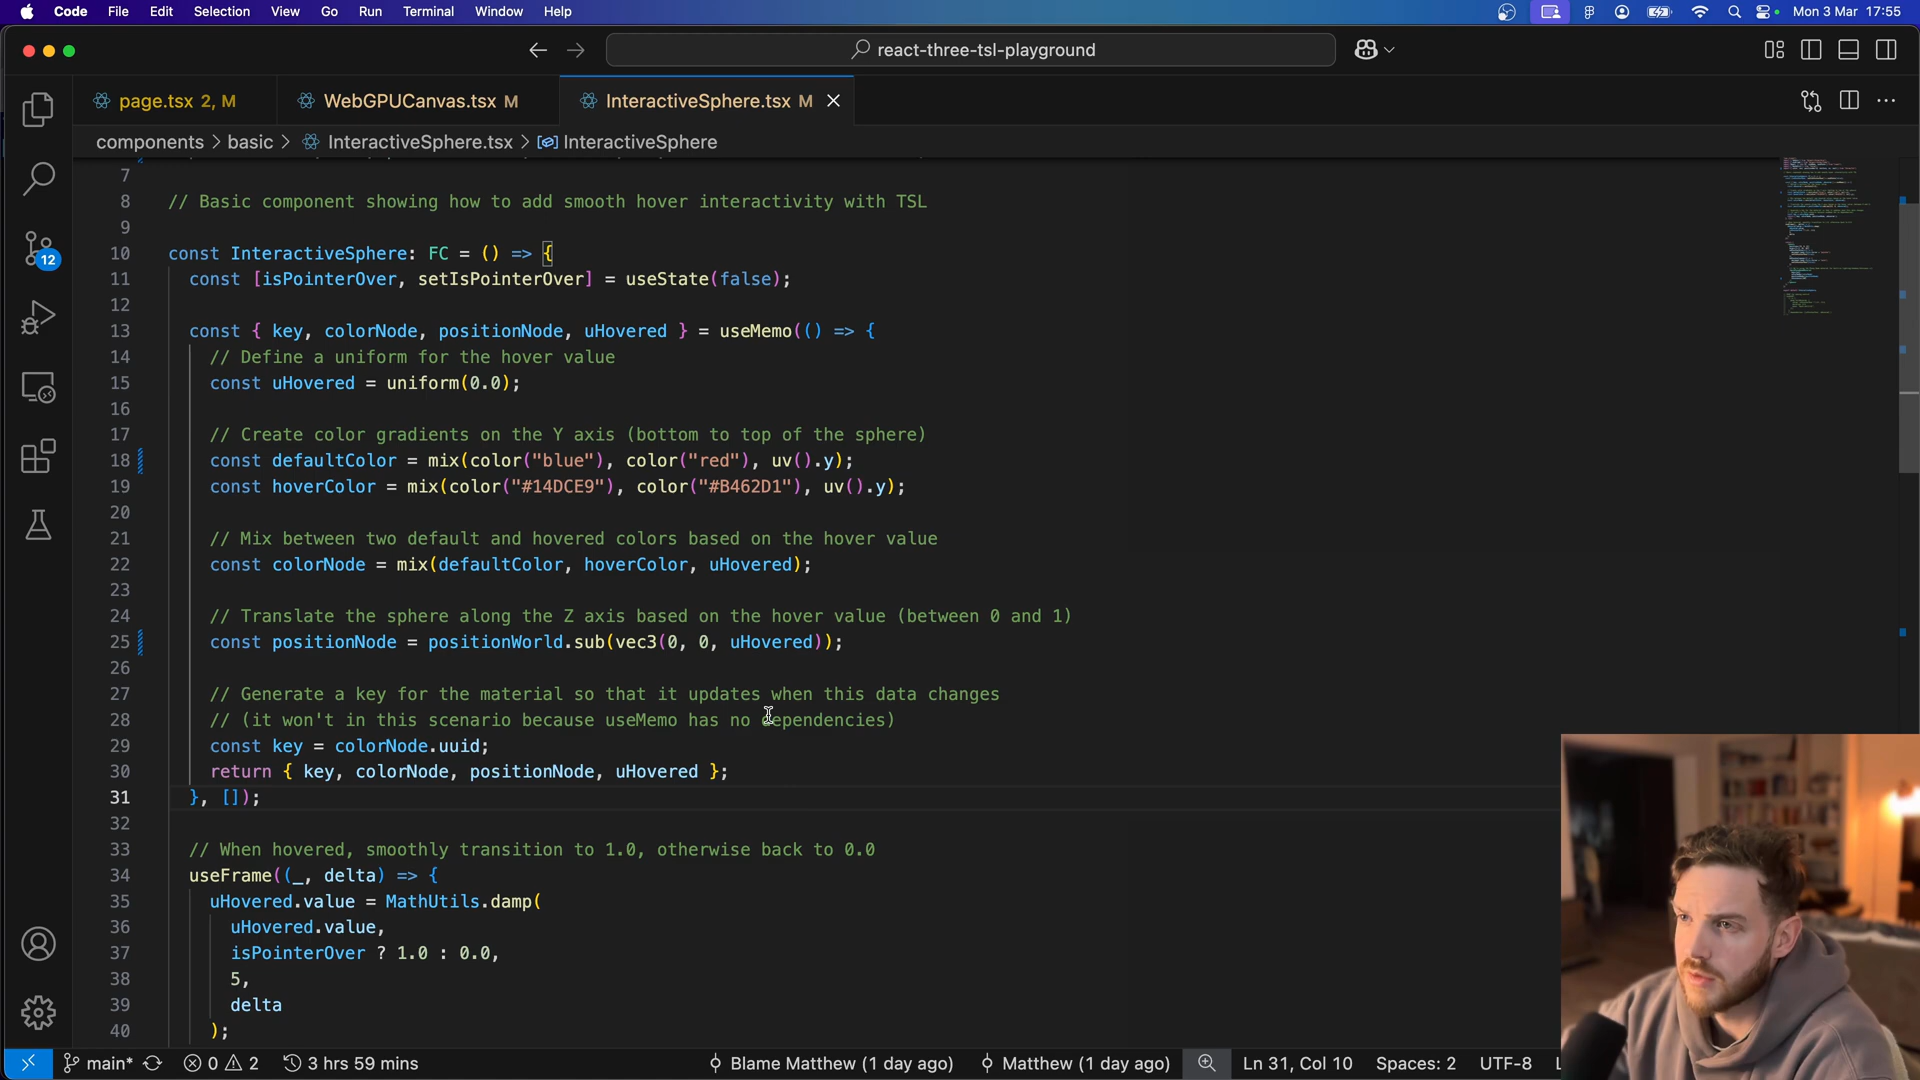 Code File Edit Selection View Go Run Terminal Window Help Mon 3 Mar 17:55
react-three-tsl-playground
page.tsx 2, M WebGPUCanvas.tsx M InteractiveSphere.tsx M
components > basic > InteractiveSphere.tsx > InteractiveSphere
7
8 // Basic component showing how to add smooth hover interactivity with TSL
9
10 const InteractiveSphere: FC = () => {
11 const [isPointerOver, setIsPointerOver] = useState(false);
12
13 const { key, colorNode, positionNode, uHovered } = useMemo(() => {
14 // Define a uniform for the hover value
15 const uHovered = uniform(0.0);
16
17 // Create color gradients on the Y axis (bottom to top of the sphere)
18 const defaultColor = mix(color("blue"), color("red"), uv().y);
19 const hoverColor = mix(color("#14DCE9"), color("#B462D1"), uv().y);
20
21 // Mix between two default and hovered colors based on the hover value
22 const colorNode = mix(defaultColor, hoverColor, uHovered);
23
24 // Translate the sphere along the Z axis based on the hover value (between 0 and 1)
25 const positionNode = positionWorld.sub(vec3(0, 0, uHovered));
26
27 // Generate a key for the material so that it updates when this data changes
28 // (it won't in this scenario because useMemo has no dependencies)
29 const key = colorNode.uuid;
30 return { key, colorNode, positionNode, uHovered };
31 }, []);
32
33 // When hovered, smoothly transition to 1.0, otherwise back to 0.0
34 useFrame((_, delta) => {
35 uHovered.value = MathUtils.damp(
36 uHovered.value,
37 isPointerOver ? 1.0 : 0.0,
38 5,
39 delta
40 );
12
main* 0 2 3 hrs 59 mins Blame Matthew (1 day ago) Matthew (1 day ago) Ln 31, Col 10 Spaces: 2 UTF-8